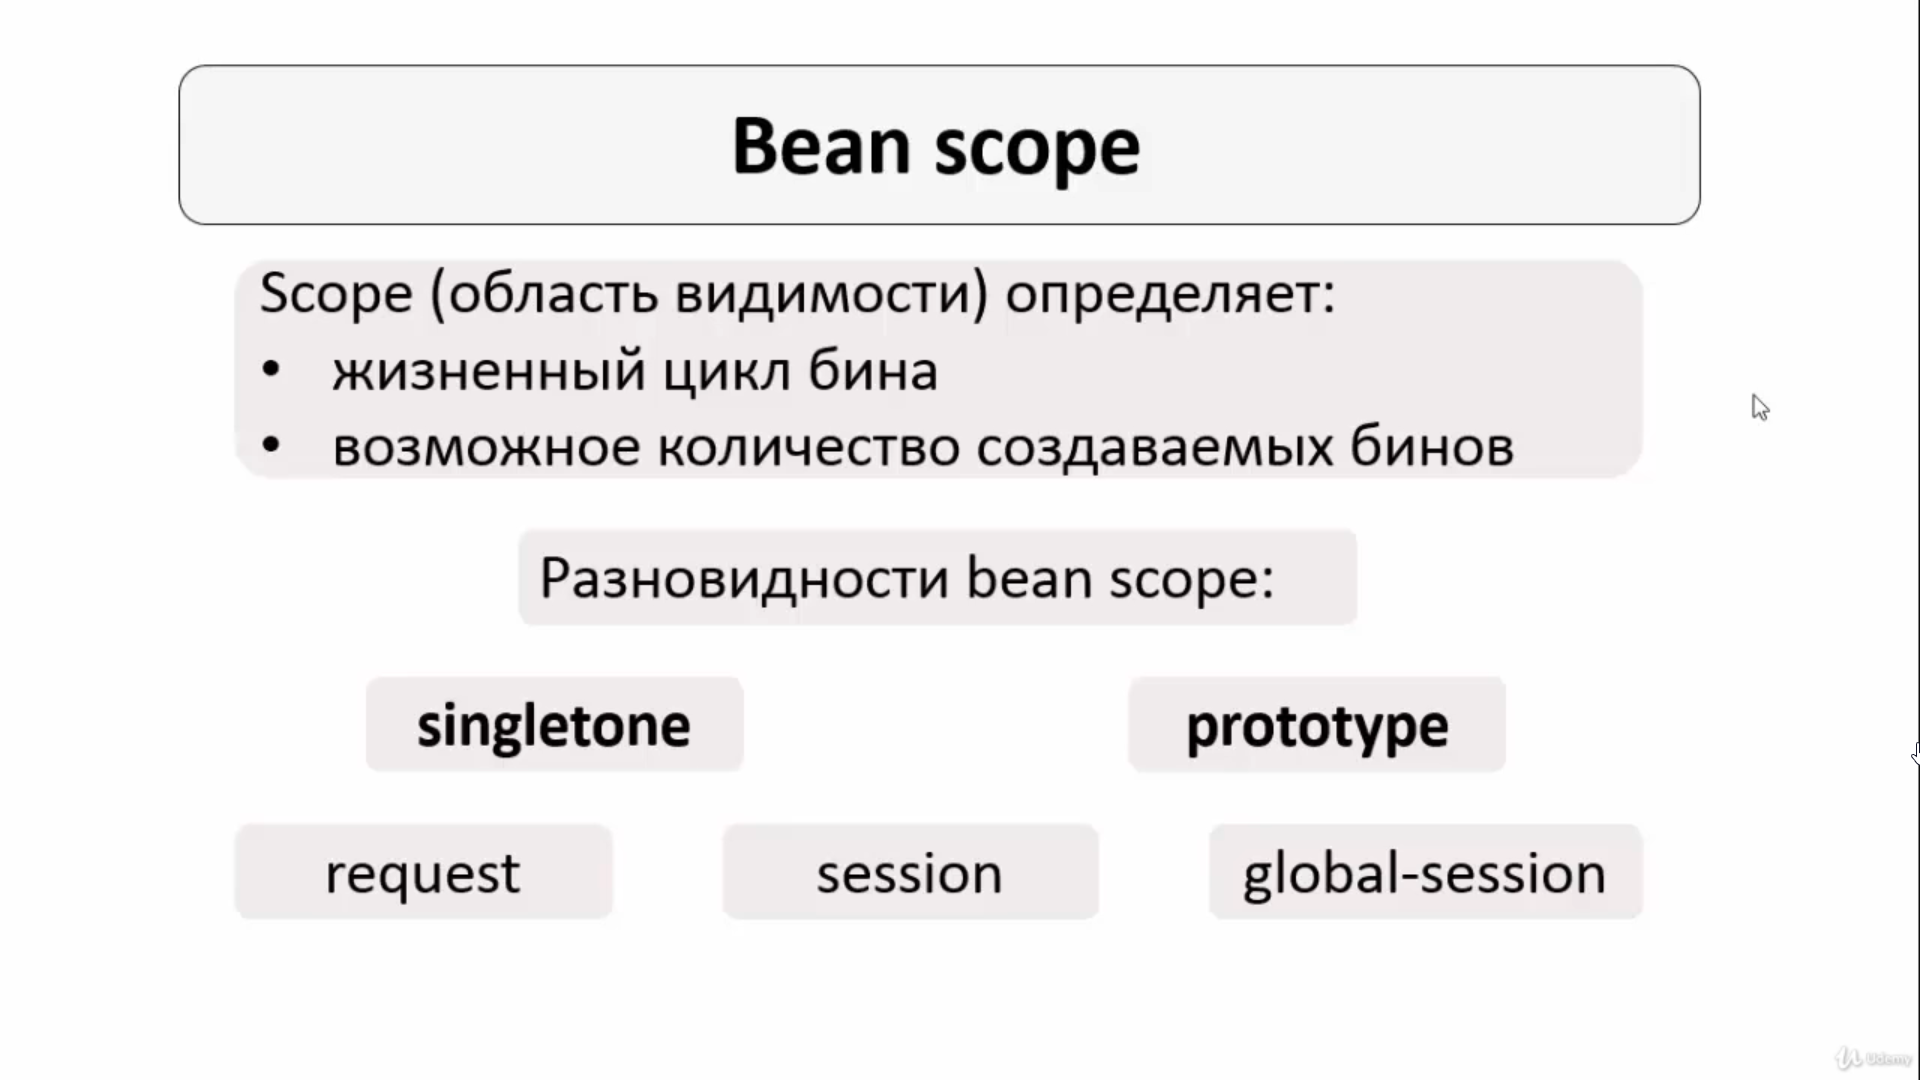 Bean scope
Scope (область видимости) определяет:
• жизненный цикл бина
• возможное количество создаваемых бинов
Разновидности bean scope:
singletone
prototype
request
session
global-session
Udemy